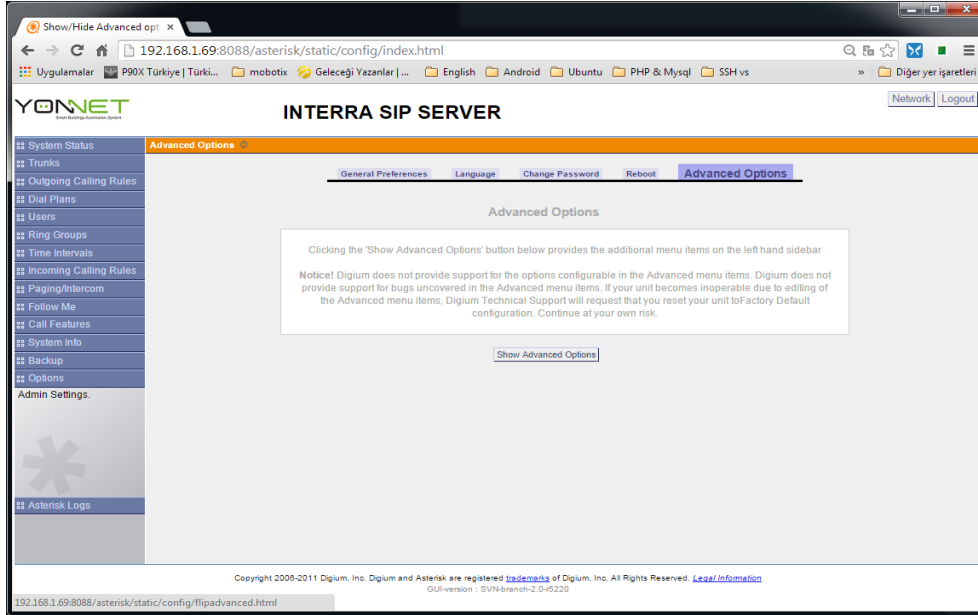 Show/Hide Advanced opt
192.168.1.69:8088/asterisk/static/config/index.html
Uygulamalar P90X Türkiye | Türki... mobotix Geleceği Yazanlar | ... English Android Ubuntu PHP & Mysql SSH vs » Diğer yer işaretleri
YONNET
Smart Buildings Automation System
INTERRA SIP SERVER
Network Logout
System Status
Trunks
Outgoing Calling Rules
Dial Plans
Users
Ring Groups
Time Intervals
Incoming Calling Rules
Paging/Intercom
Follow Me
Call Features
System Info
Backup
Options
Admin Settings.
Asterisk Logs
Advanced Options
General Preferences Language Change Password Reboot Advanced Options
Advanced Options
Clicking the 'Show Advanced Options' button below provides the additional menu items on the left hand sidebar
Notice! Digium does not provide support for the options configurable in the Advanced menu items. Digium does not
provide support for bugs uncovered in the Advanced menu items. If your unit becomes inoperable due to editing of
the Advanced menu items, Digium Technical Support will request that you reset your unit toFactory Default
configuration. Continue at your own risk.
Show Advanced Options
Copyright 2006-2011 Digium, Inc. Digium and Asterisk are registered trademarks of Digium, Inc. All Rights Reserved. Legal Information
GUI-version : SVN-branch-2.0-r5220
192.168.1.69:8088/asterisk/static/config/flipadvanced.html